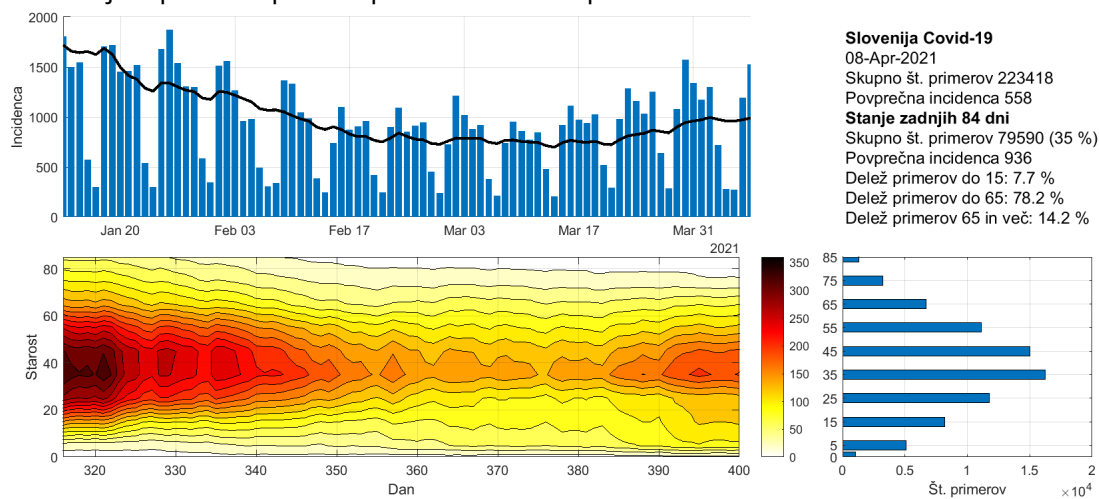 2000
1500
1000
500
0
Incidenca
Jan 20
Feb 03
Feb 17
Mar 03
Mar 17
Mar 31
2021
Slovenija Covid-19
08-Apr-2021
Skupno št. primerov 223418
Povprečna incidenca 558
Stanje zadnjih 84 dni
Skupno št. primerov 79590 (35 %)
Povprečna incidenca 936
Delež primerov do 15: 7.7 %
Delež primerov do 65: 78.2 %
Delež primerov 65 in več: 14.2 %
80
60
40
20
0
Starost
320
330
340
350
360
370
380
390
400
Dan
350
300
250
200
150
100
50
0
85
75
65
55
45
35
25
15
5
0
0
0.5
1
1.5
2
Št. primerov
×10⁴